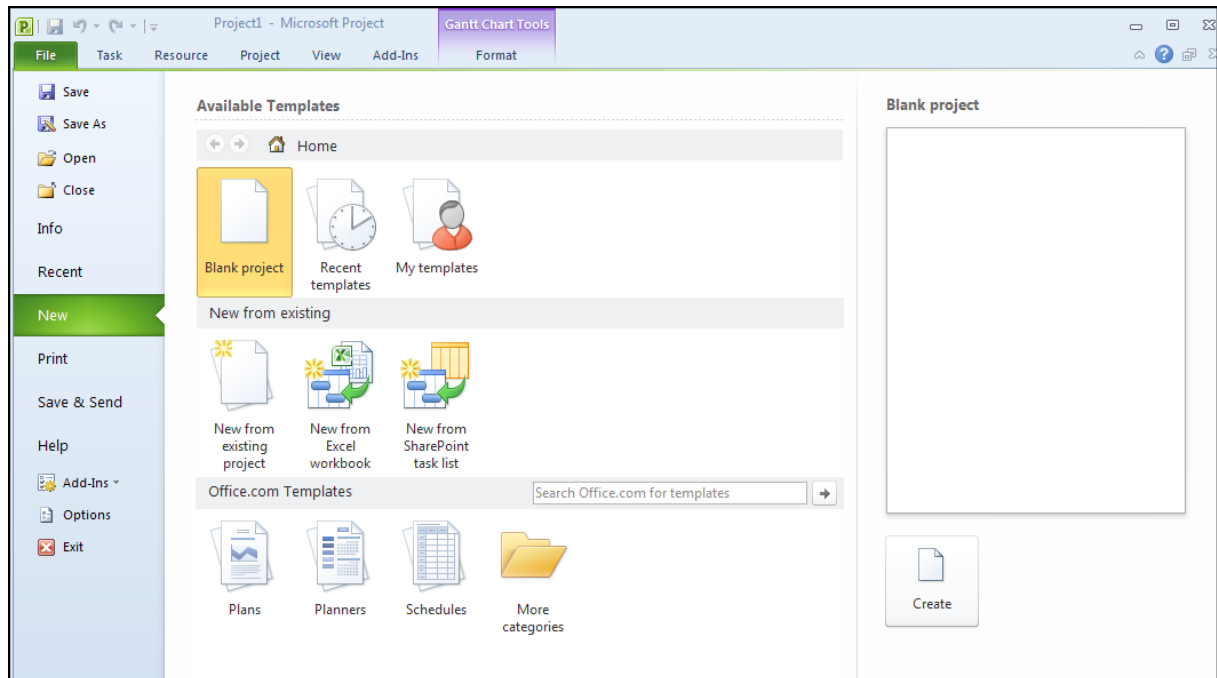 Project1 - Microsoft Project
Gantt Chart Tools
File Task Resource Project View Add-Ins Format
Save
Save As
Open
Close
Info
Recent
New
Print
Save & Send
Help
Add-Ins
Options
Exit
Available Templates
Home
Blank project
Recent
templates
My templates
New from existing
New from
existing
project
New from
Excel
workbook
New from
SharePoint
task list
Office.com Templates
Search Office.com for templates
Plans
Planners
Schedules
More
categories
Blank project
Create